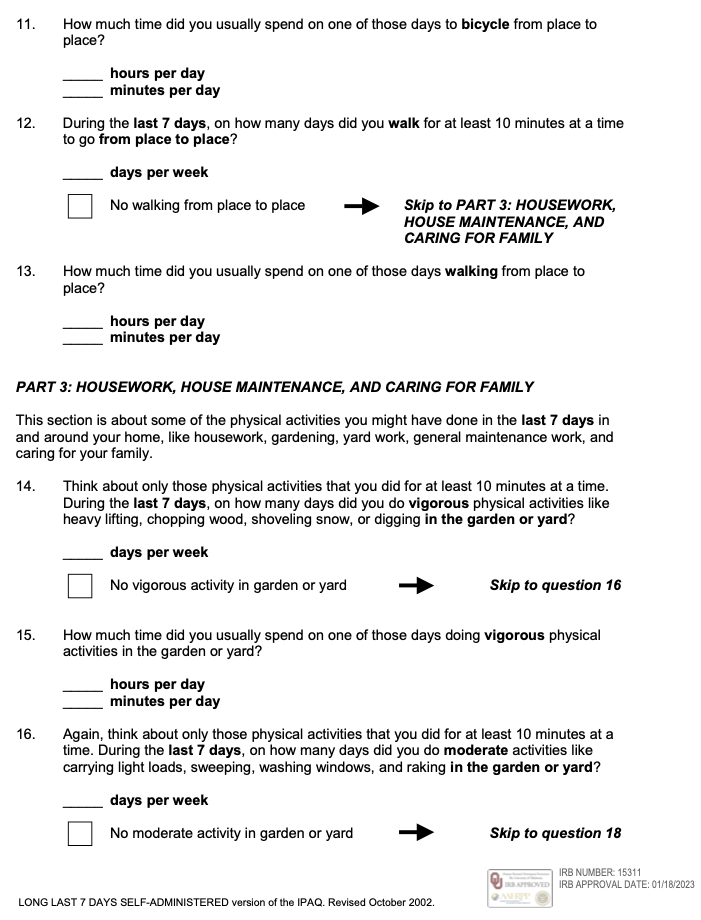 11. How much time did you usually spend on one of those days to bicycle from place to
place?
_____ hours per day
_____ minutes per day
12. During the last 7 days, on how many days did you walk for at least 10 minutes at a time
to go from place to place?
_____ days per week
No walking from place to place
Skip to PART 3: HOUSEWORK,
HOUSE MAINTENANCE, AND
CARING FOR FAMILY
13. How much time did you usually spend on one of those days walking from place to
place?
_____ hours per day
_____ minutes per day
PART 3: HOUSEWORK, HOUSE MAINTENANCE, AND CARING FOR FAMILY
This section is about some of the physical activities you might have done in the last 7 days in
and around your home, like housework, gardening, yard work, general maintenance work, and
caring for your family.
14. Think about only those physical activities that you did for at least 10 minutes at a time.
During the last 7 days, on how many days did you do vigorous physical activities like
heavy lifting, chopping wood, shoveling snow, or digging in the garden or yard?
_____ days per week
No vigorous activity in garden or yard
Skip to question 16
15. How much time did you usually spend on one of those days doing vigorous physical
activities in the garden or yard?
_____ hours per day
_____ minutes per day
16. Again, think about only those physical activities that you did for at least 10 minutes at a
time. During the last 7 days, on how many days did you do moderate activities like
carrying light loads, sweeping, washing windows, and raking in the garden or yard?
_____ days per week
No moderate activity in garden or yard
Skip to question 18
IRB APPROVED
IRB NUMBER: 15311
IRB APPROVAL DATE: 01/18/2023
LONG LAST 7 DAYS SELF-ADMINISTERED version of the IPAQ. Revised October 2002.